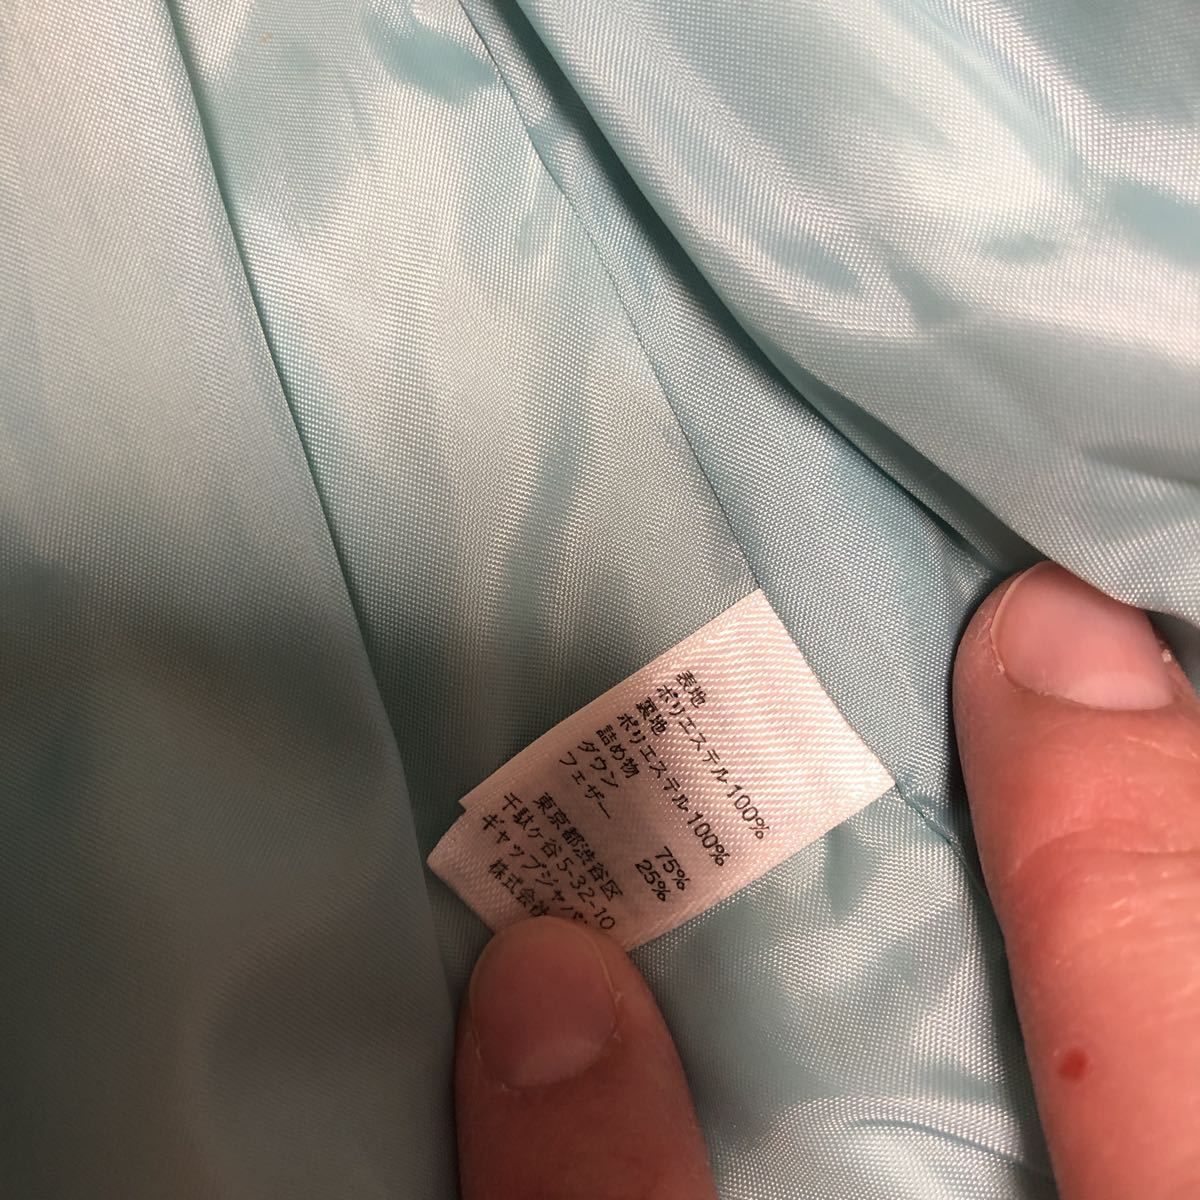 表地
ポリエステル100%
裏地
ポリエステル100%
詰め物
ダウン 75%
フェザー 25%
東京都渋谷区
千駄ヶ谷5-32-10
ギャップジャパン
株式会社